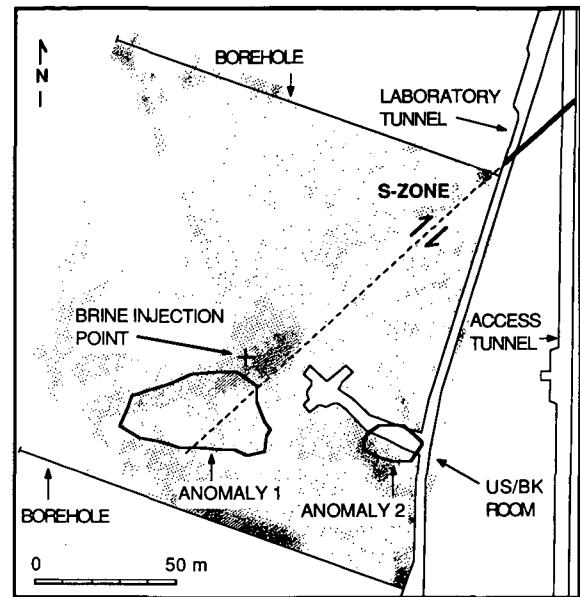 BOREHOLE
N
LABORATORY
TUNNEL
S-ZONE
BRINE INJECTION
POINT
ACCESS
TUNNEL
ANOMALY 1
ANOMALY 2
US/BK
ROOM
BOREHOLE
0 50 m